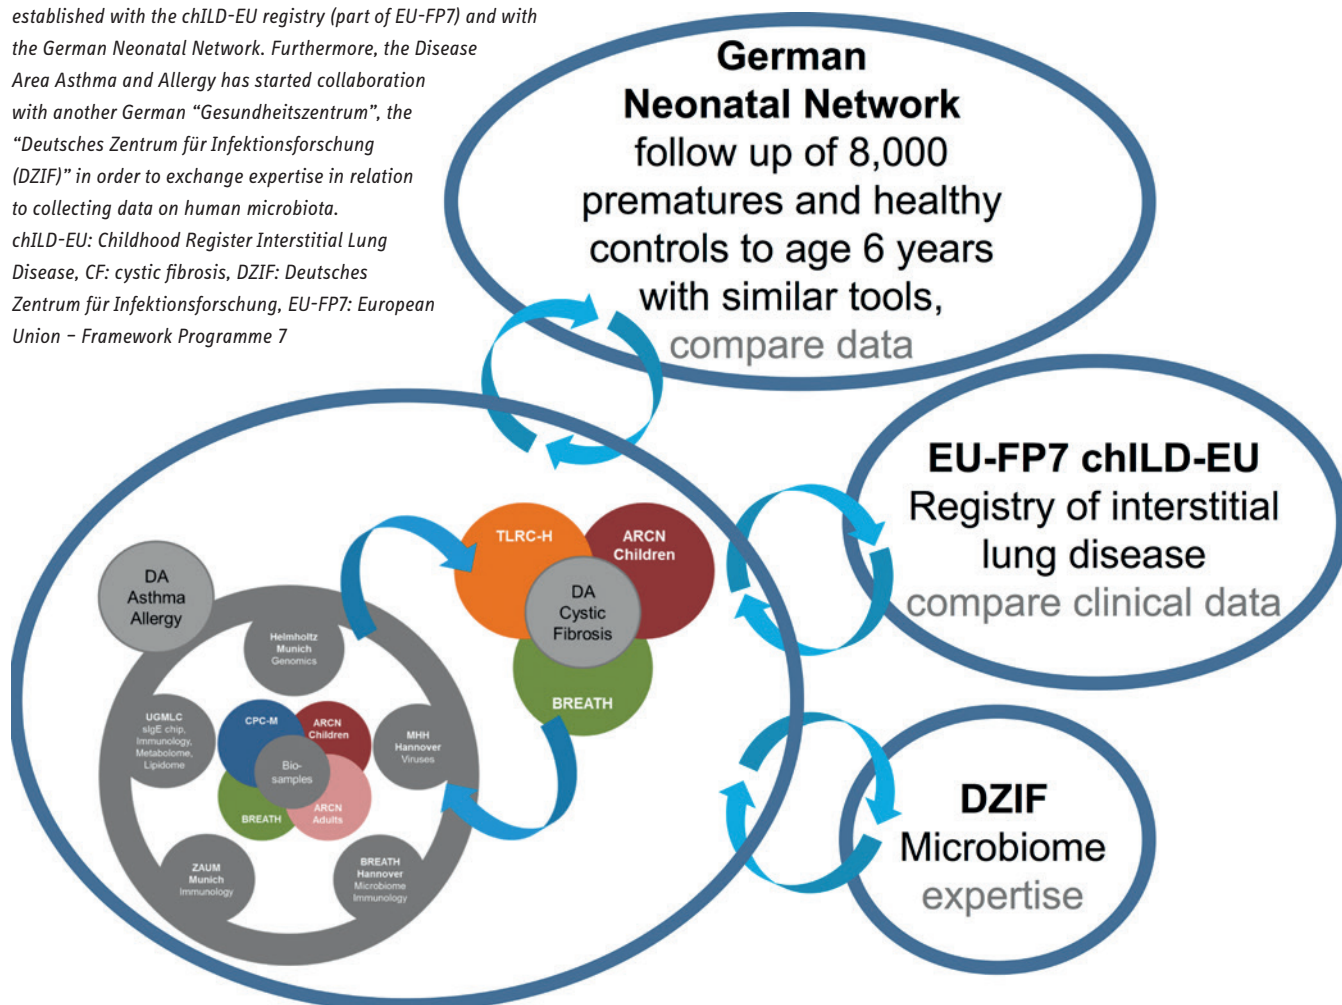 established with the chILD-EU registry (part of EU-FP7) and with
the German Neonatal Network. Furthermore, the Disease
Area Asthma and Allergy has started collaboration
with another German “Gesundheitszentrum”, the
“Deutsches Zentrum für Infektionsforschung
(DZIF)” in order to exchange expertise in relation
to collecting data on human microbiota.
chILD-EU: Childhood Register Interstitial Lung
Disease, CF: cystic fibrosis, DZIF: Deutsches
Zentrum für Infektionsforschung, EU-FP7: European
Union – Framework Programme 7
German
Neonatal Network
follow up of 8,000
prematures and healthy
controls to age 6 years
with similar tools,
compare data
EU-FP7 chILD-EU
Registry of interstitial
lung disease
compare clinical data
TLRC-H
ARCN
Children
DA
Cystic
Fibrosis
BREATH
DA
Asthma
Allergy
Helmholtz
Munich
Genomics
UGMLC
sIgE chip,
Immunology,
Metabolome,
Lipidome
CPC-M
ARCN
Children
Bio-
samples
BREATH
ARCN
Adults
MHH
Hannover
Viruses
ZAUM
Munich
Immunology
BREATH
Hannover
Microbiome
Immunology
DZIF
Microbiome
expertise